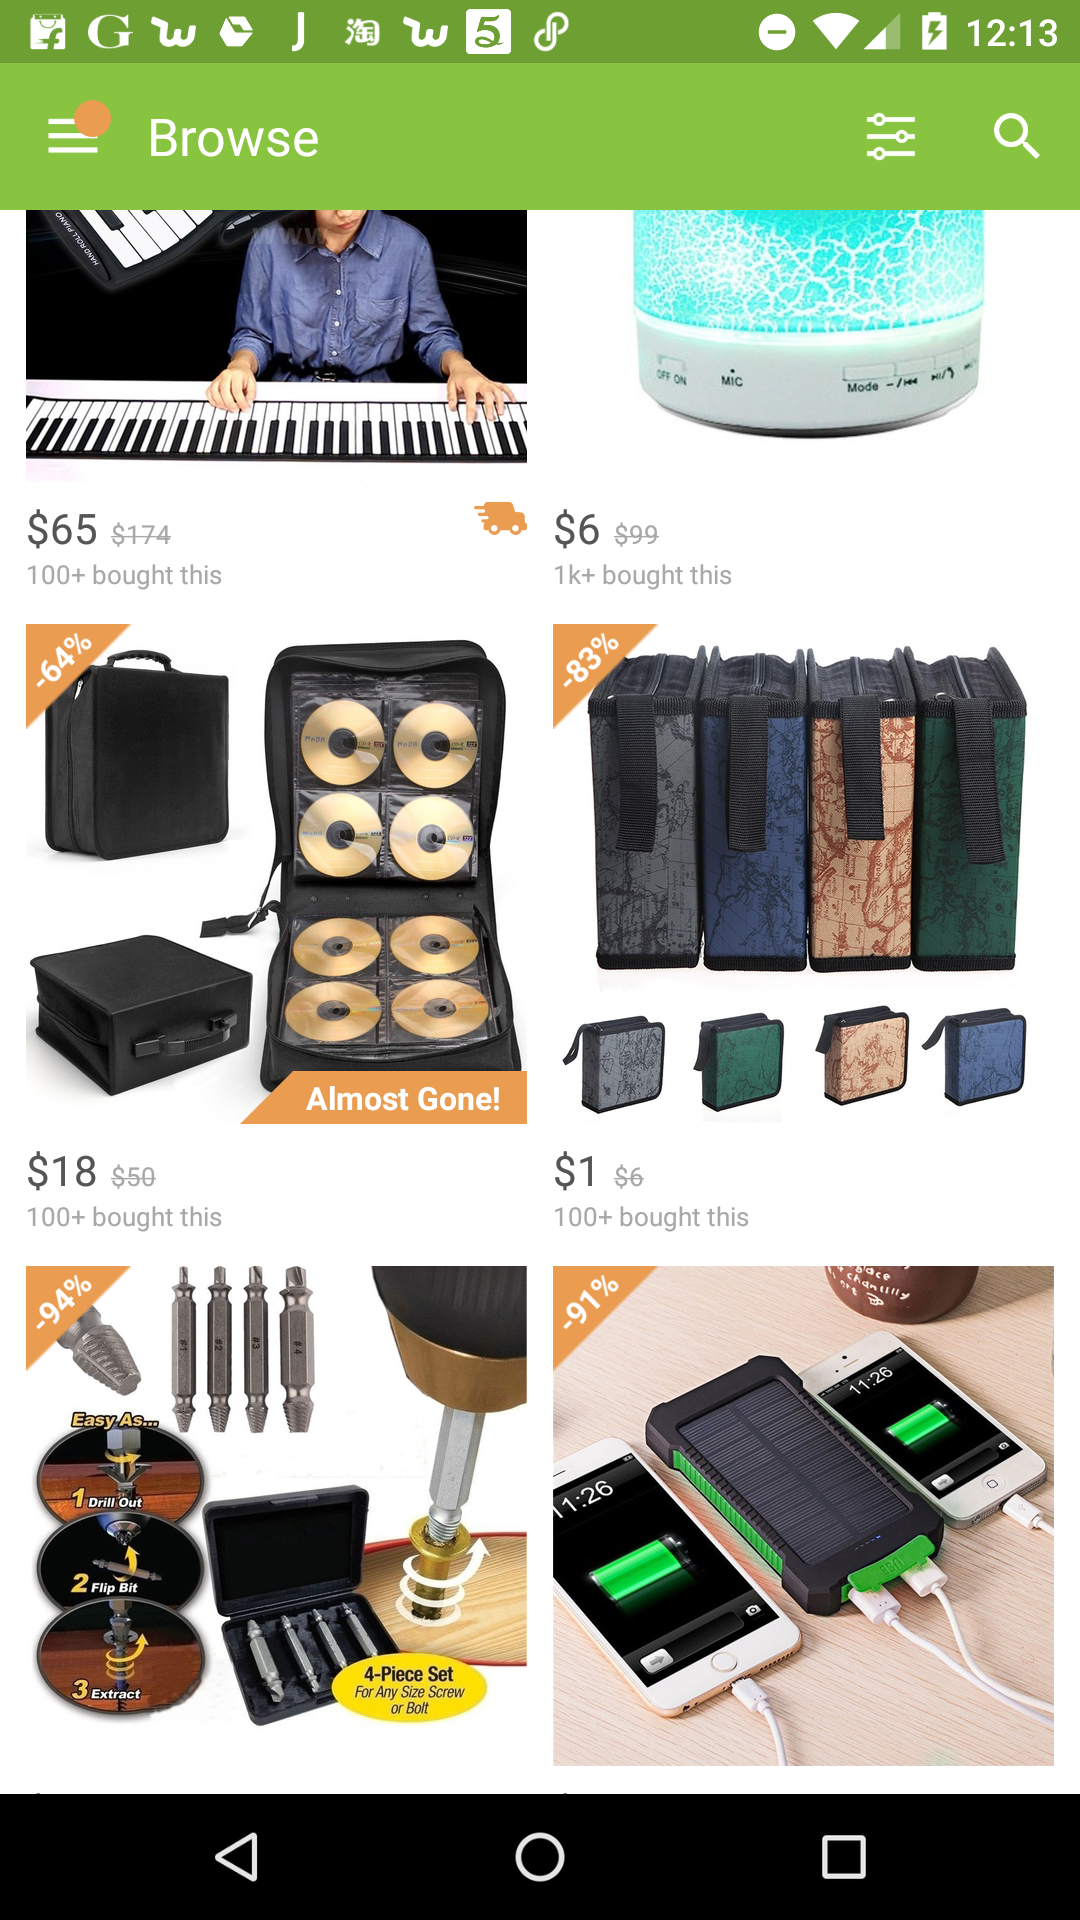 12:13
Browse
HAND ROLL PIANO
www
OFF ON
MIC
Mode
$65 $174
100+ bought this
$6 $99
1k+ bought this
-64%
Almost Gone!
-83%
$18 $50
100+ bought this
$1 $6
100+ bought this
-94%
#1 #2 #3 #4
Easy As...
1 Drill Out
2 Flip Bit
3 Extract
4-Piece Set
For Any Size Screw
or Bolt
-91%
11:26
11:26